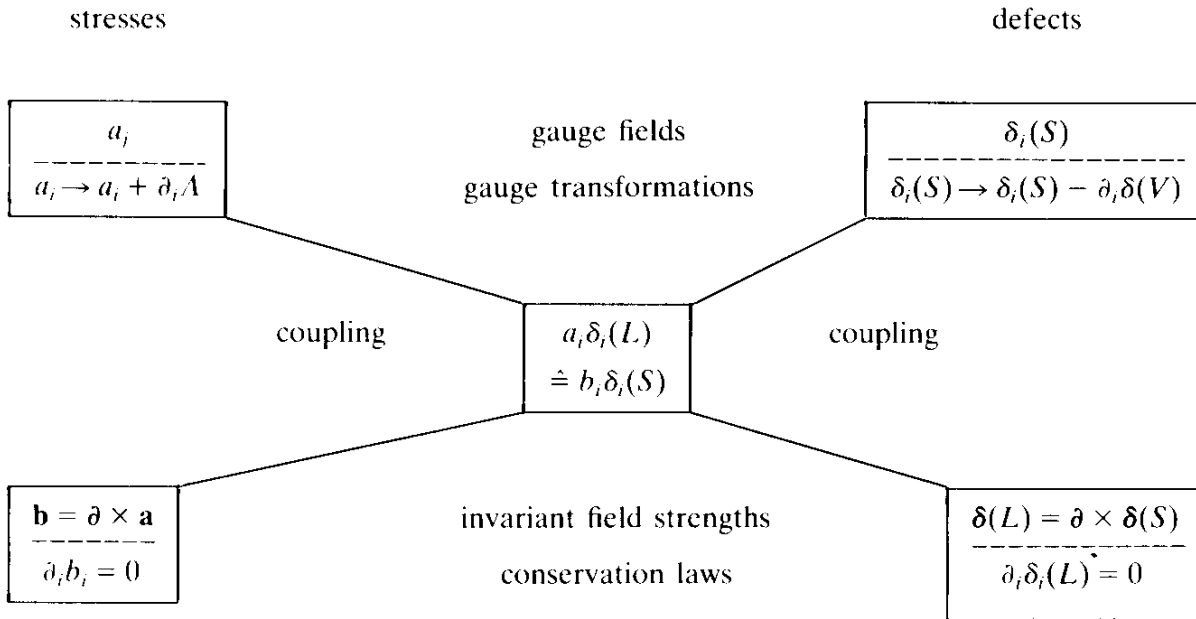 stresses defects
a_i gauge fields δ_i(S)
a_i → a_i + ∂_iΛ gauge transformations δ_i(S) → δ_i(S) − ∂_iδ(V)
coupling a_iδ_i(L) coupling
≙ b_iδ_i(S)
b = ∂ × a invariant field strengths δ(L) = ∂ × δ(S)
∂_ib_i = 0 conservation laws ∂_iδ_i(L) = 0